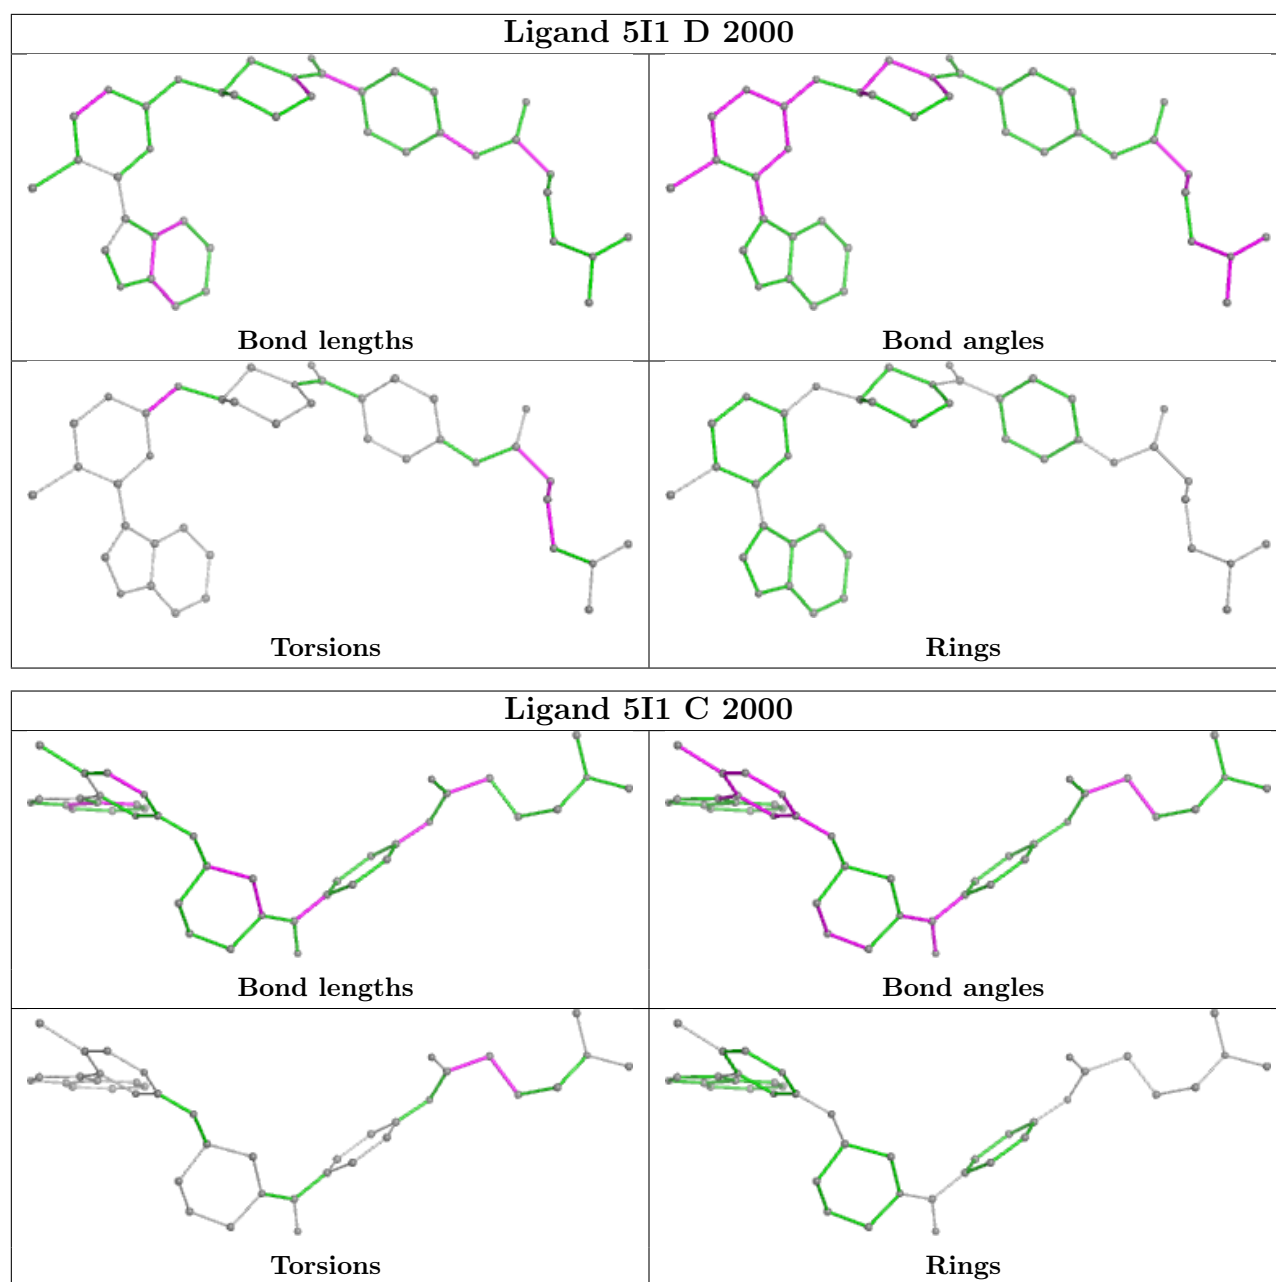 Ligand 5I1 D 2000
Bond lengths
Bond angles
Torsions
Rings
Ligand 5I1 C 2000
Bond lengths
Bond angles
Torsions
Rings